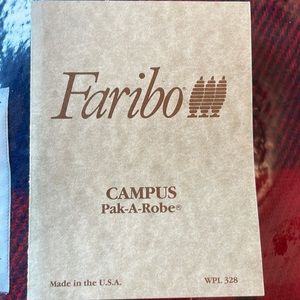 Faribo®
CAMPUS
Pak-A-Robe®
Made in the U.S.A.
WPL 328